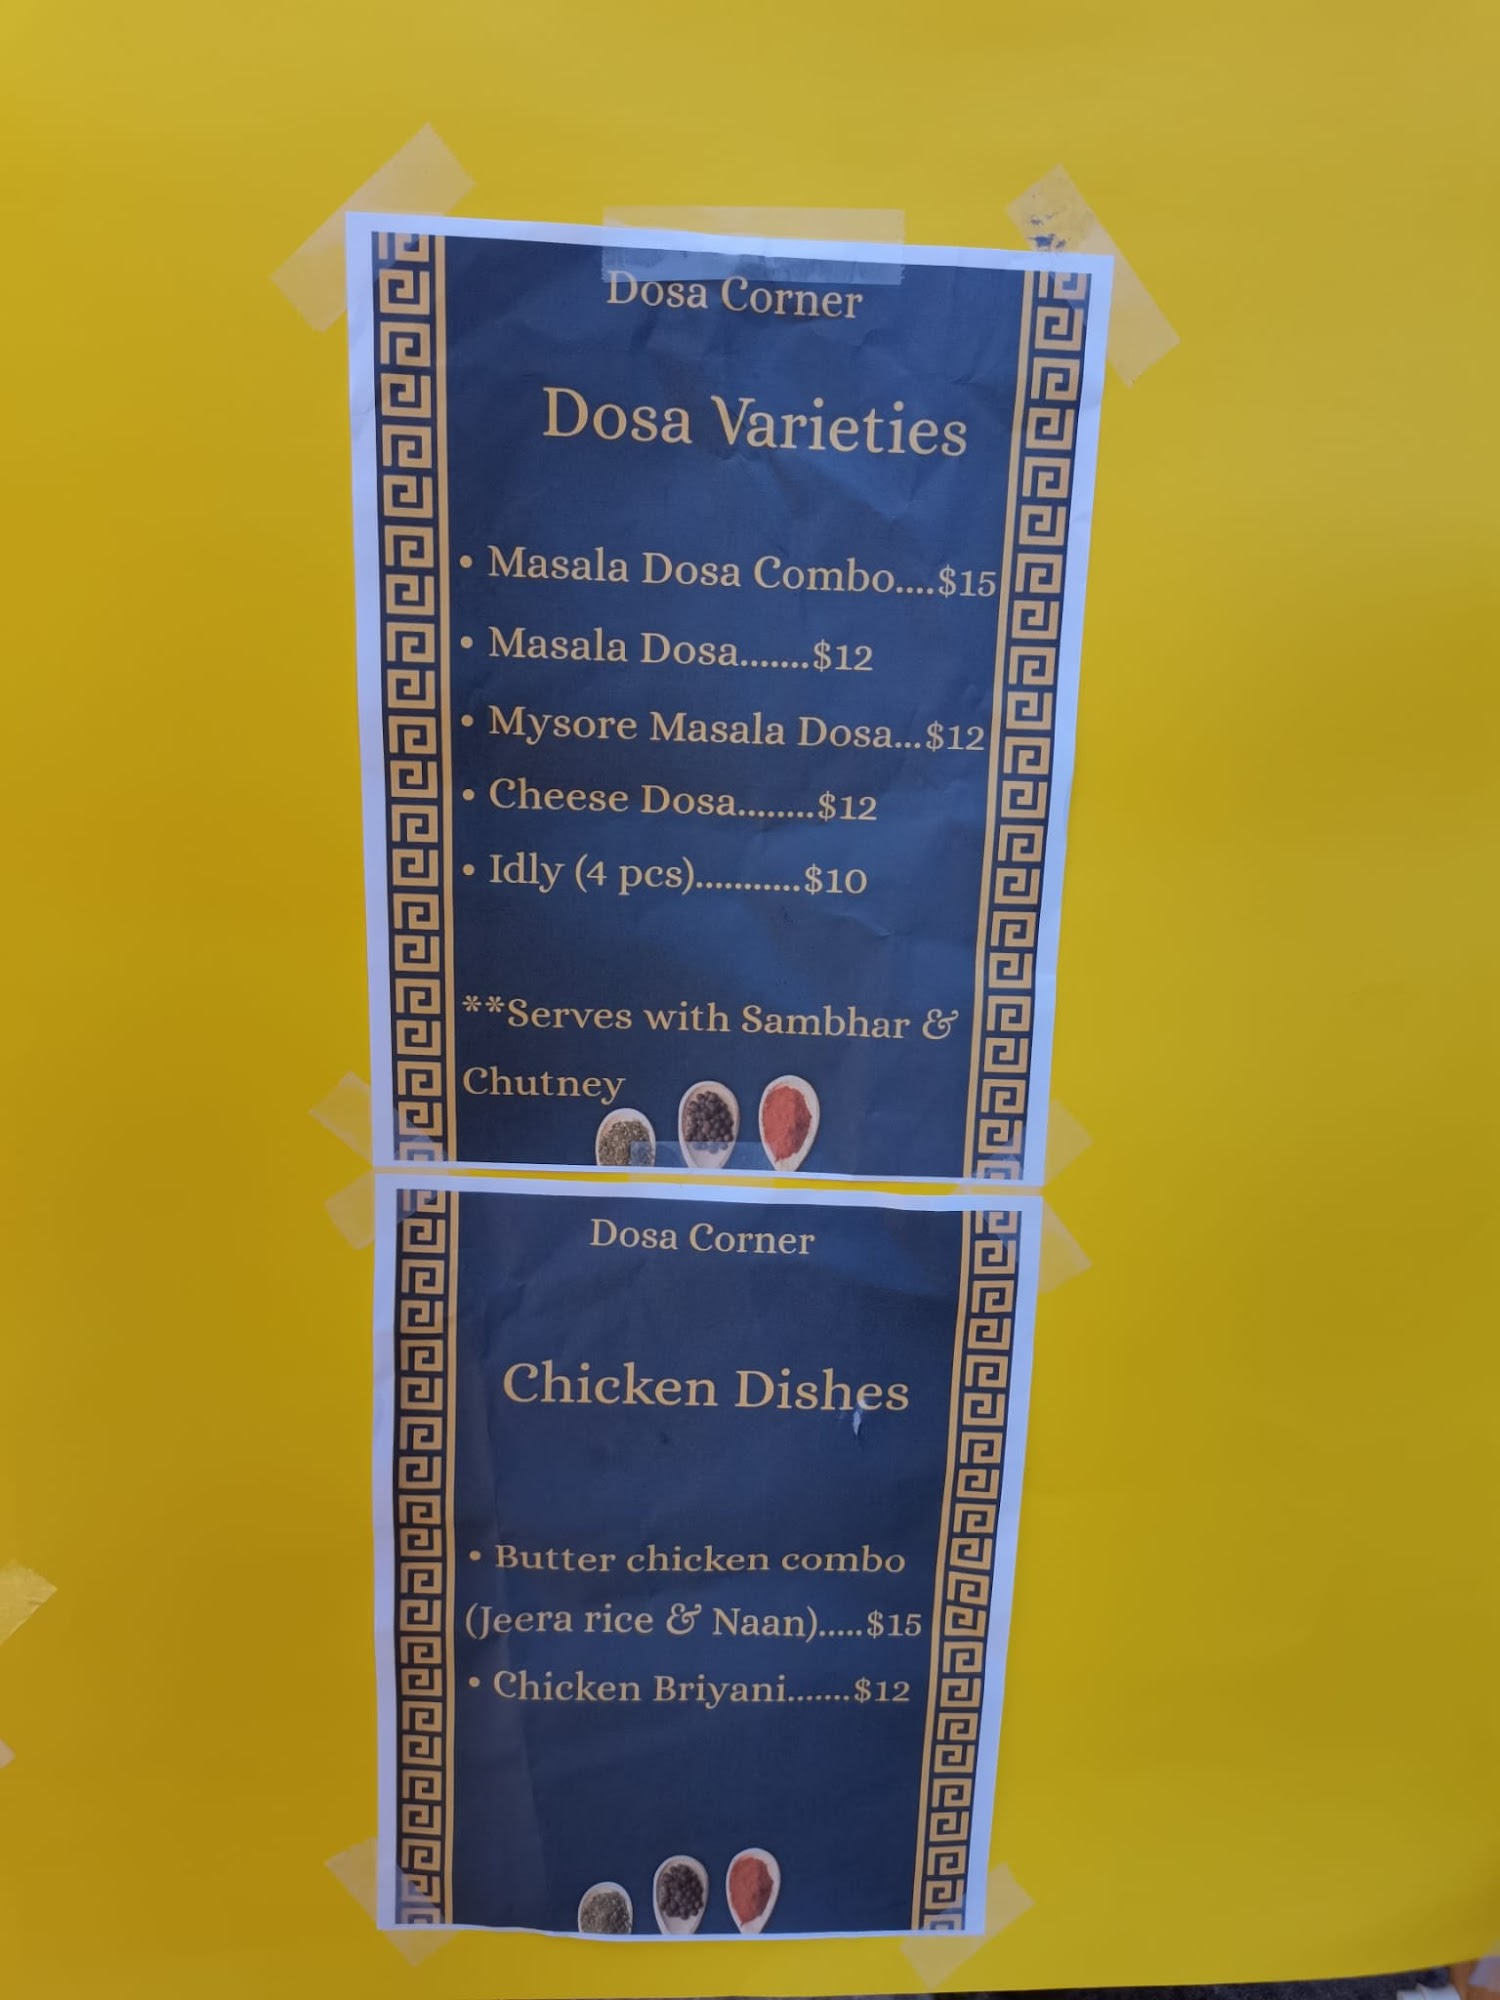 Dosa Corner
Dosa Varieties
• Masala Dosa Combo....$15
• Masala Dosa.......$12
• Mysore Masala Dosa...$12
• Cheese Dosa........$12
• Idly (4 pcs)...........$10
**Serves with Sambhar &
Chutney
Dosa Corner
Chicken Dishes
• Butter chicken combo
(Jeera rice & Naan).....$15
• Chicken Briyani.......$12